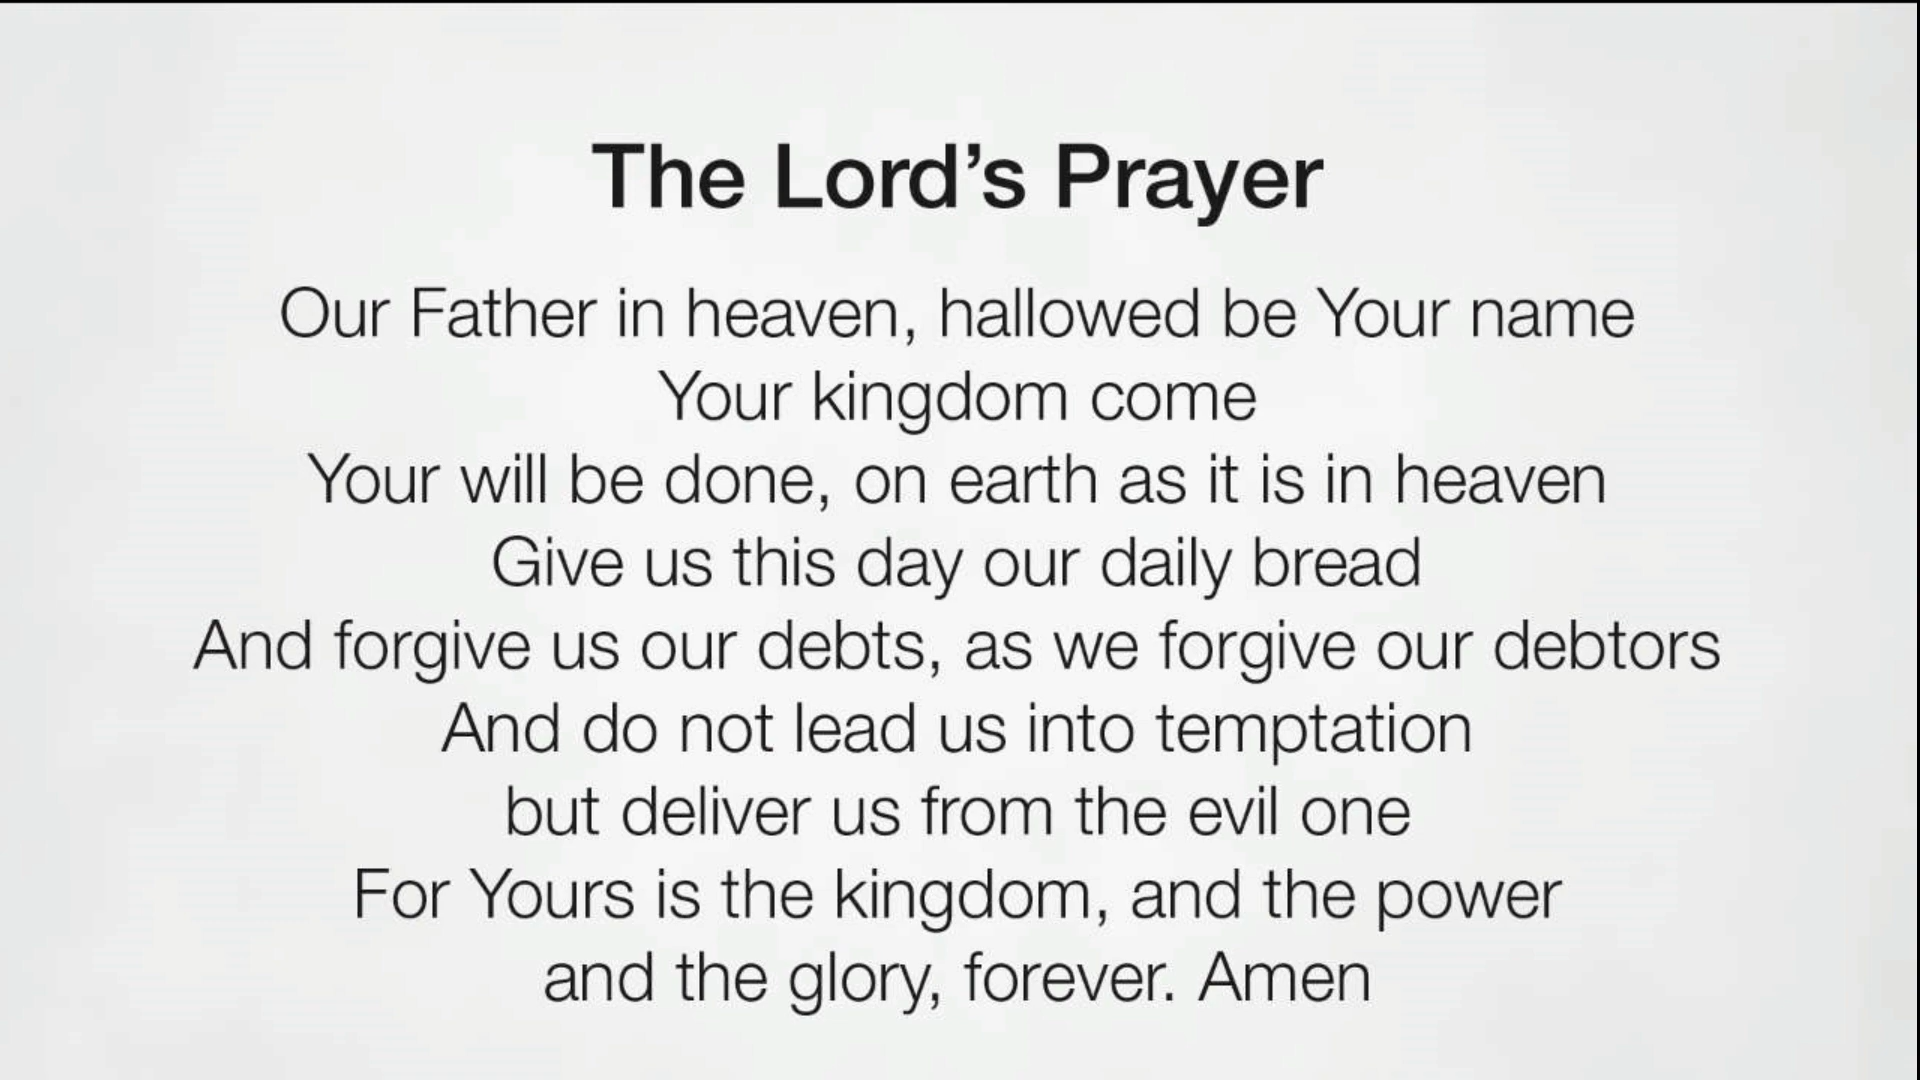 The Lord’s Prayer
Our Father in heaven, hallowed be Your name
Your kingdom come
Your will be done, on earth as it is in heaven
Give us this day our daily bread
And forgive us our debts, as we forgive our debtors
And do not lead us into temptation
but deliver us from the evil one
For Yours is the kingdom, and the power
and the glory, forever. Amen